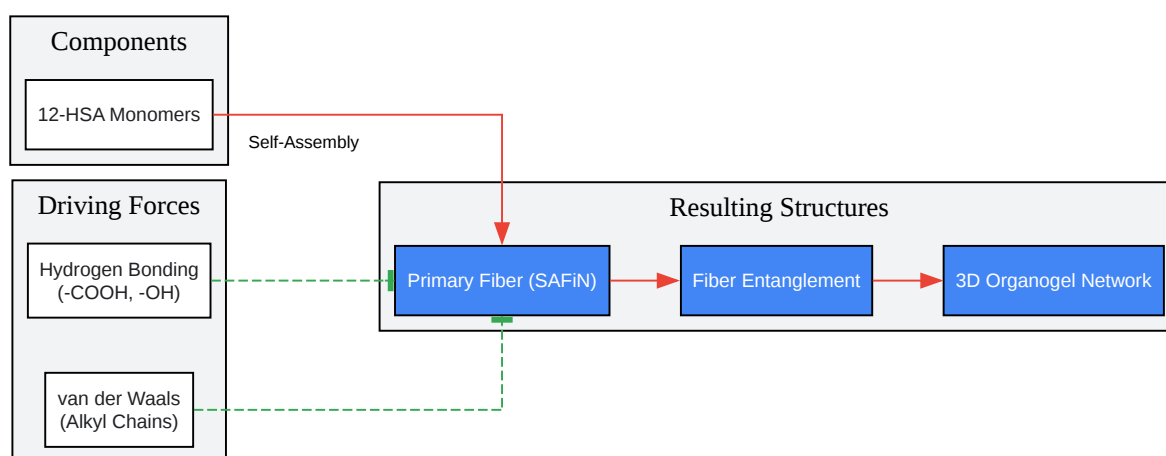 Components
12-HSA Monomers
Self-Assembly
Driving Forces
Hydrogen Bonding
(-COOH, -OH)
van der Waals
(Alkyl Chains)
Resulting Structures
Primary Fiber (SAFiN)
Fiber Entanglement
3D Organogel Network